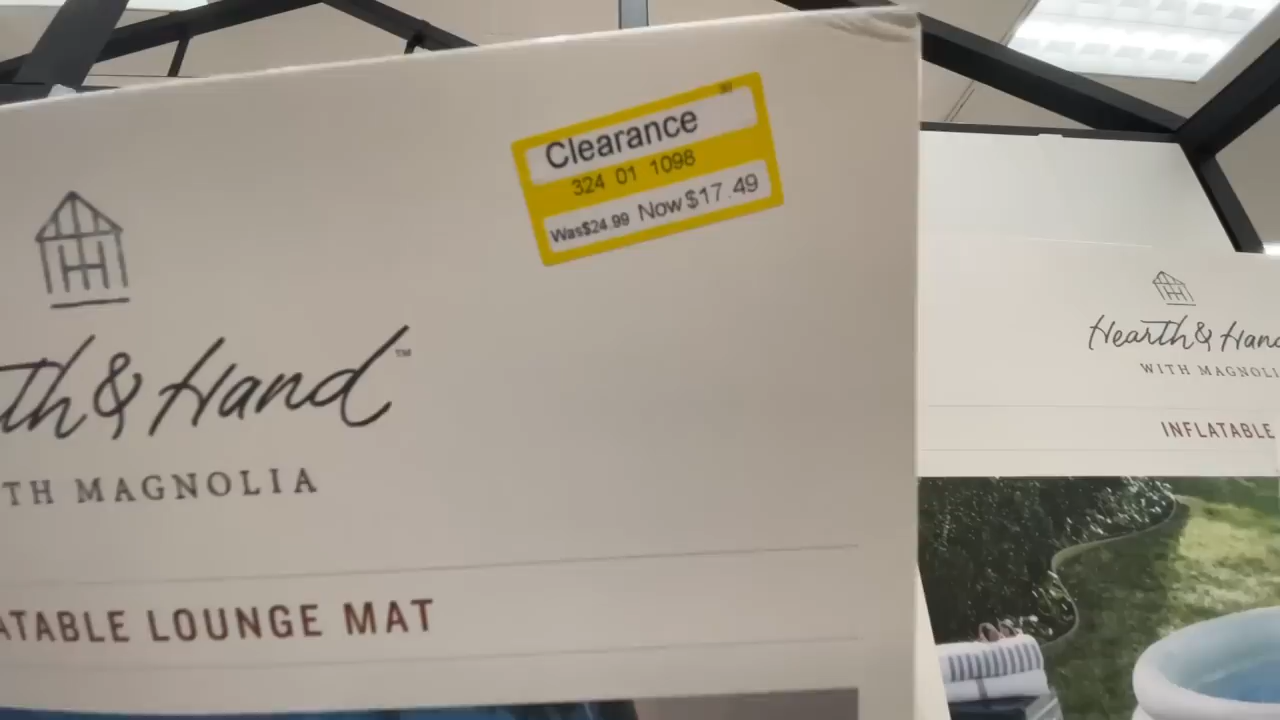 Clearance
324 01 1098
Was$24.99 Now$17.49
th & Hand™
TH MAGNOLIA
ATABLE LOUNGE MAT
Hearth & Hand
WITH MAGNOLI
INFLATABLE